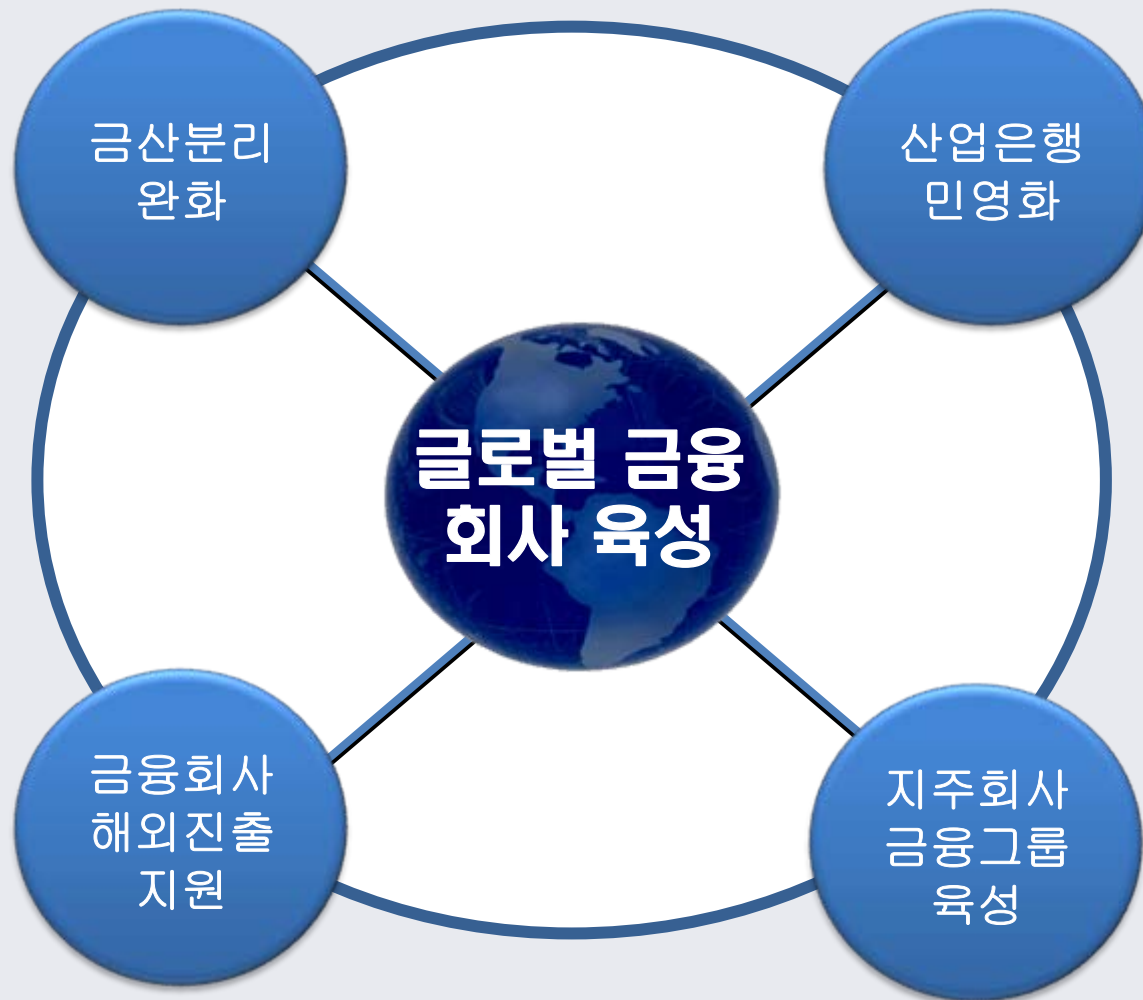 금산분리
완화
산업은행
민영화
글로벌 금융
회사 육성
금융회사
해외진출
지원
지주회사
금융그룹
육성